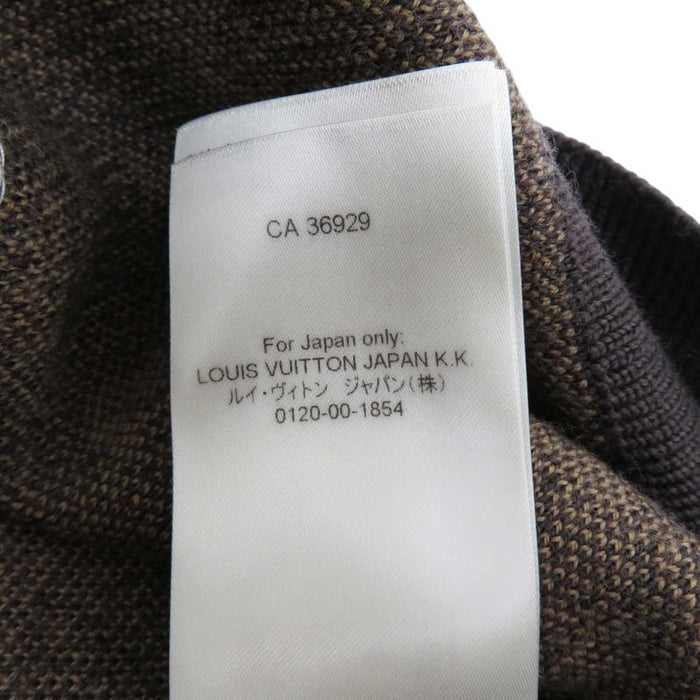 CA 36929
For Japan only:
LOUIS VUITTON JAPAN K.K.
ルイ・ヴィトン ジャパン(株)
0120-00-1854